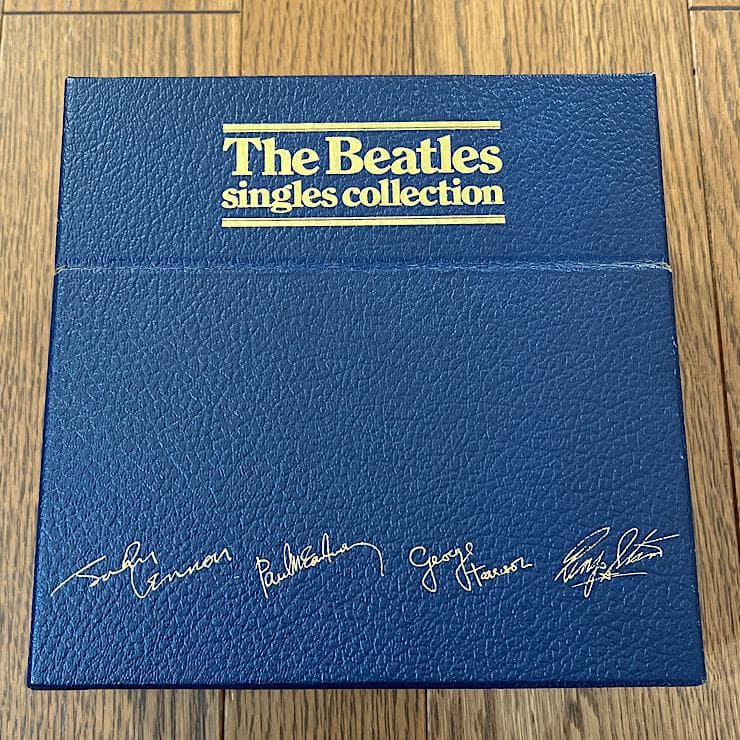 The Beatles
singles collection
John Lennon Paul McCartney George Harrison Ringo Starr